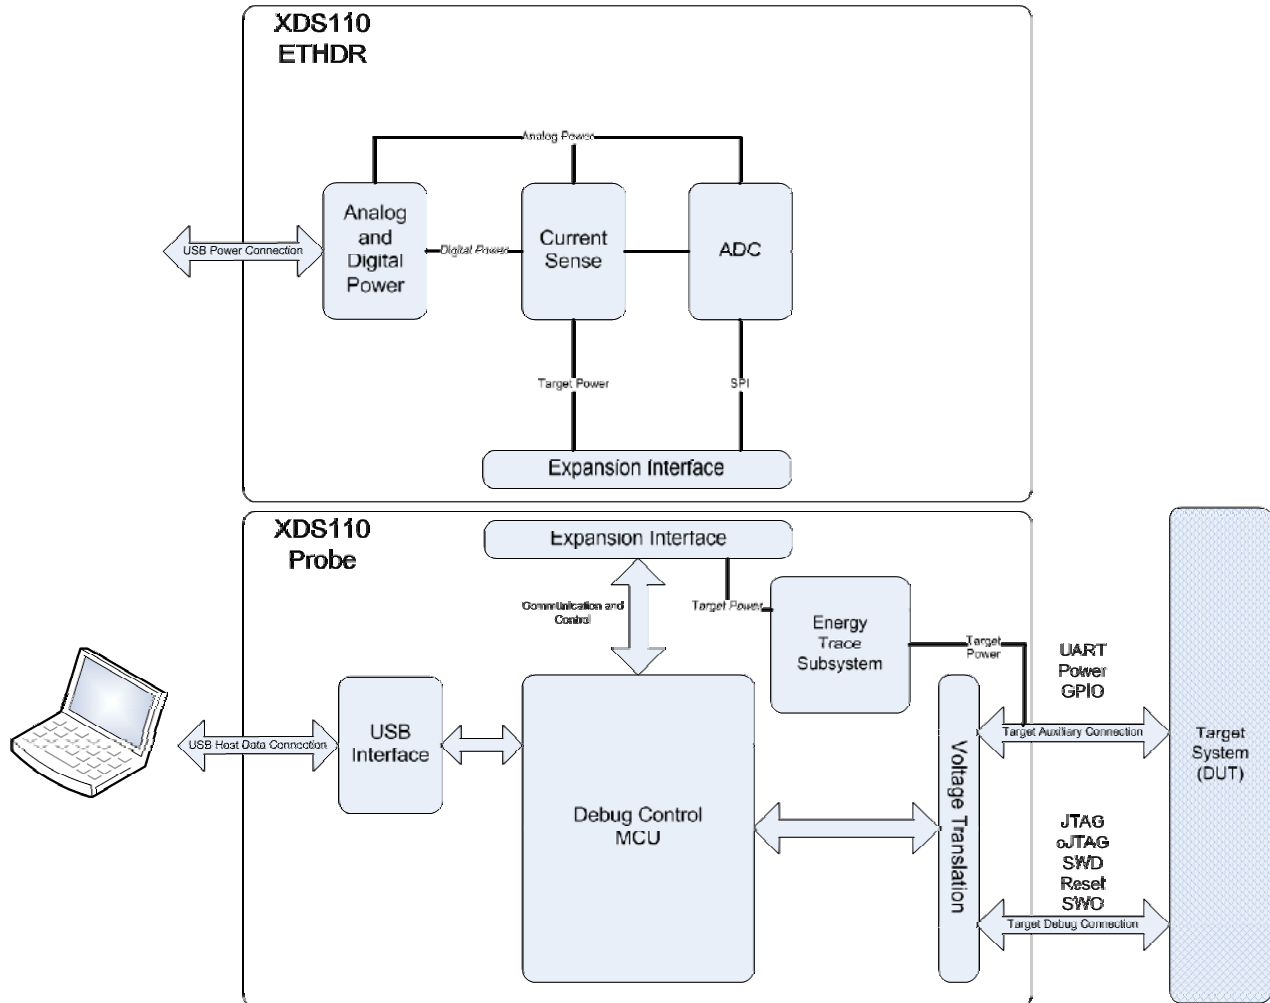 XDS110
ETHDR
Analog Power
Analog
and
Digital
Power
USB Power Connection
Digital Power
Current
Sense
ADC
Target Power
SPI
Expansion Interface
XDS110
Probe
Expansion Interface
Communication and
Control
Target Power
Energy
Trace
Subsystem
Target
Power
UART
Power
GPIO
USB Host Data Connection
USB
Interface
Debug Control
MCU
Voltage Translation
Target Auxiliary Connection
Target
System
(DUT)
JTAG
cJTAG
SWD
Reset
SWO
Target Debug Connection